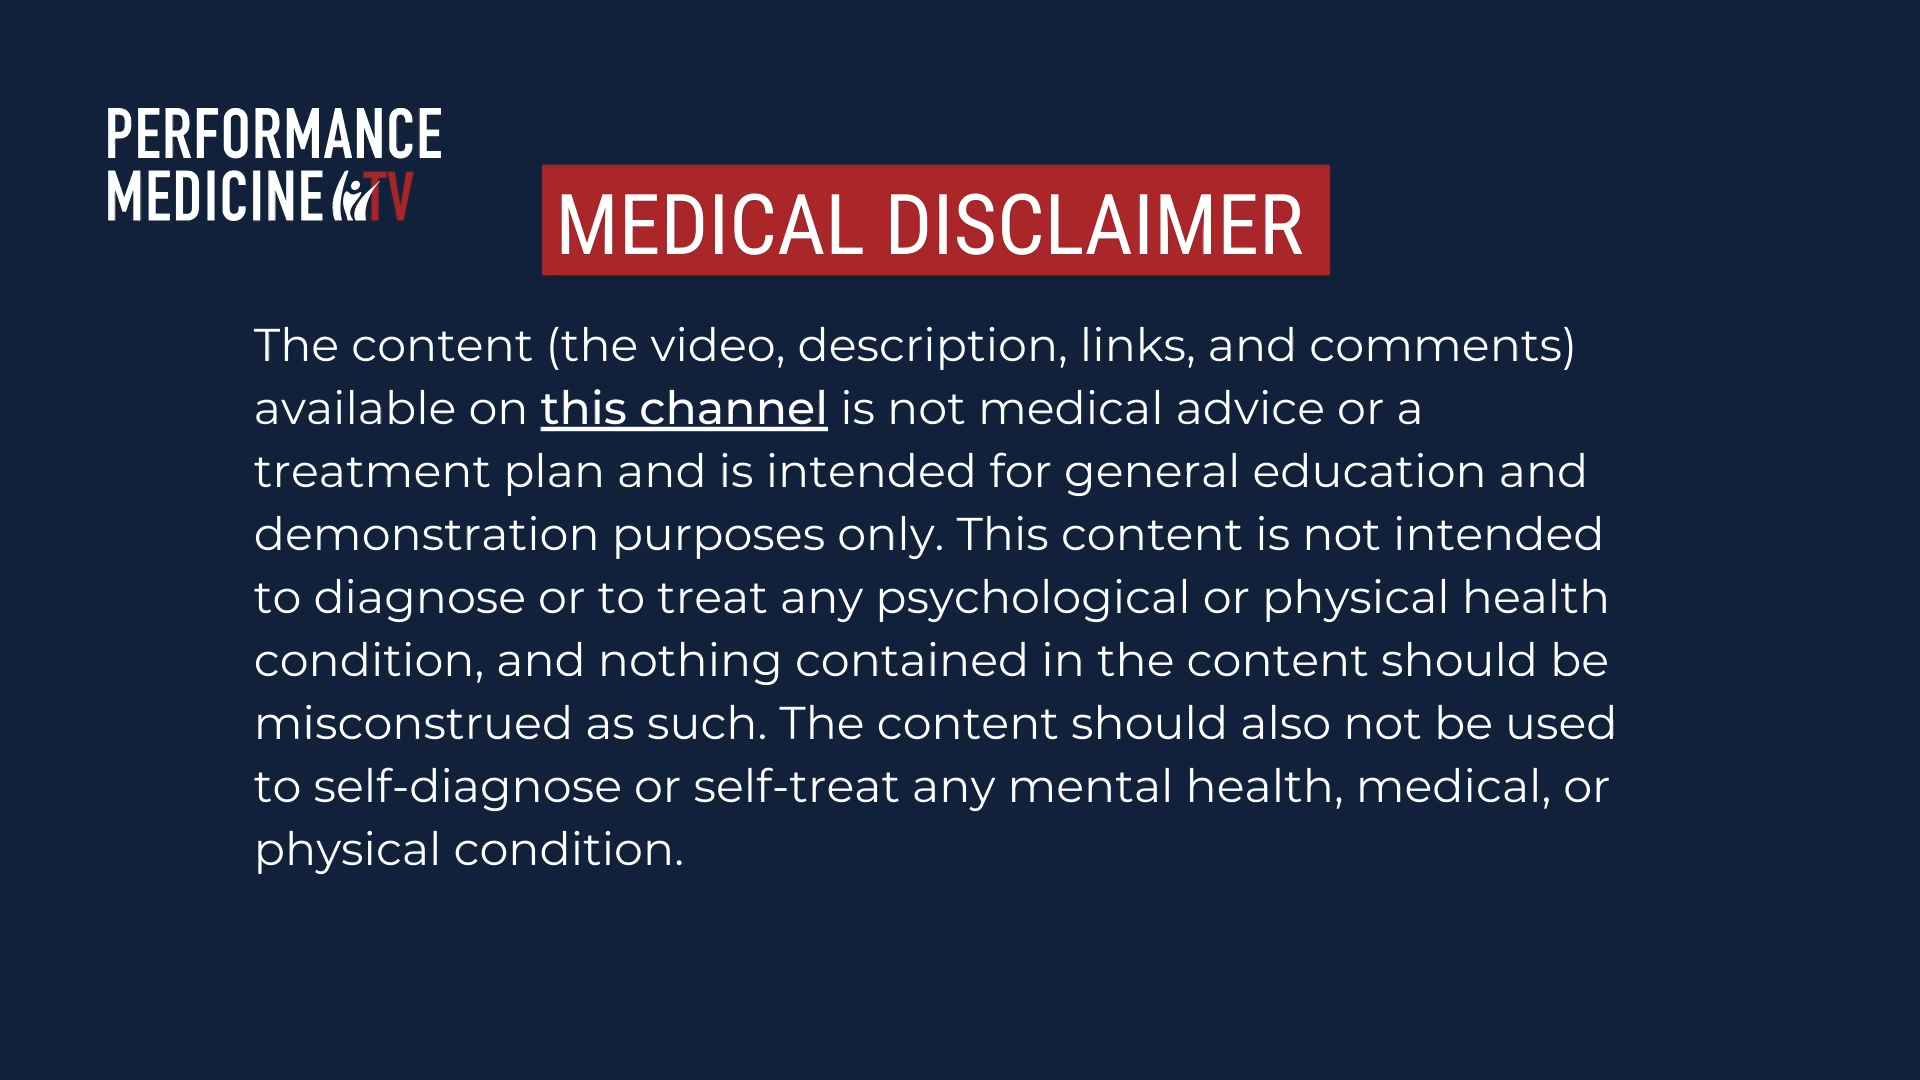 PERFORMANCE
MEDICINE TV
MEDICAL DISCLAIMER
The content (the video, description, links, and comments)
available on this channel is not medical advice or a
treatment plan and is intended for general education and
demonstration purposes only. This content is not intended
to diagnose or to treat any psychological or physical health
condition, and nothing contained in the content should be
misconstrued as such. The content should also not be used
to self-diagnose or self-treat any mental health, medical, or
physical condition.